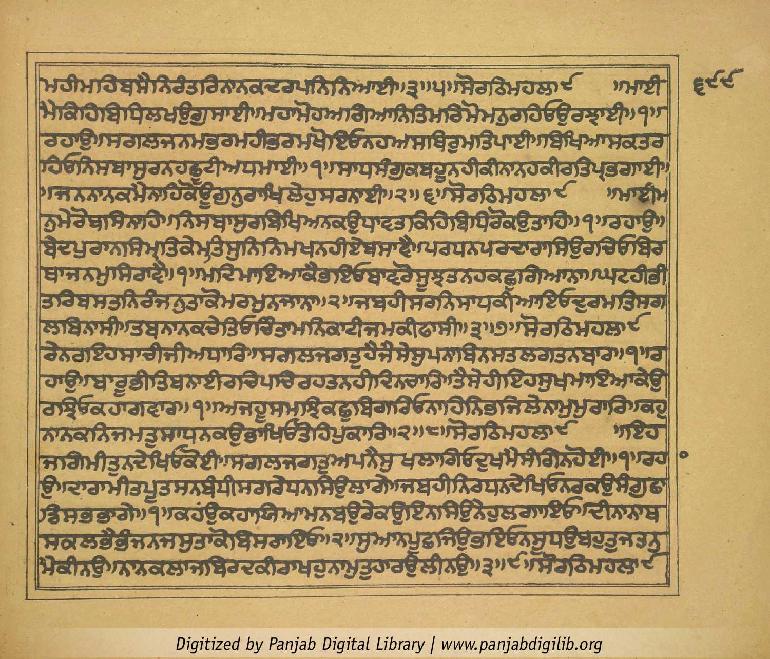 ਮਹੀਮਹਿਬਸੈਨਿਰੰਤਰਿਨਾਨਕਦਰਪਨਿਨਿਆਈ॥੩॥੫॥ਸੋਰਠਿਮਹਲਾ੯ ॥ਮਾਈ ੬੯੯
ਮੈਕਿਹਿਬਿਧਿਲਖਉਗੁਸਾਈ॥ਮਹਾਮੋਹਅਗਿਆਨਿਤਿਮਰਿਮੋਮਨੁਰਹਿਓਉਰਝਾਈ॥੧॥
ਰਹਾਉ॥ਸਗਲਜਨਮਭਰਮਹੀਭਰਮਖੋਇਓਨਹਅਸਥਿਰੁਮਤਿਪਾਈ॥ਬਿਖਿਆਸਕਤਰ
ਹਿਓਨਿਸਬਾਸੁਰਨਹਛੂਟੀਅਧਮਾਈ॥੧॥ਸਾਧਸੰਗੁਕਬਹੂਨਹੀਕੀਨਾਨਹਕੀਰਤਿਪ੍ਰਭਗਾਈ
॥ਜਨਨਾਨਕਮੈਨਾਹਿਕੋਊਗੁਨੁਰਾਖਿਲੇਹੁਸਰਨਾਈ॥੨॥੬॥ਸੋਰਠਿਮਹਲਾ੯ ॥ਮਾਈਮ
ਨੁਮੇਰੋਬਸਿਨਾਹਿ॥ਨਿਸਬਾਸੁਰਬਿਖਿਅਨਕਉਧਾਵਤਕਿਹਿਬਿਧਿਰੋਕਉਤਾਹਿ॥੧॥ਰਹਾਉ॥
ਬੇਦਪੁਰਾਨਸਿਮ੍ਰਿਤਿਕੇਮਤਸੁਨਿਨਿਮਖਨਹੀਏਬਸਾਵੈ॥ਪਰਧਨਪਰਦਾਰਾਸਿਉਰਚਿਓਬਿਰ
ਥਾਜਨਮੁਸਿਰਾਵੈ॥੧॥ਮਦਿਮਾਇਆਕੈਭਇਓਬਾਵਰੋਸੂਝਤਨਹਕਛੁਗਿਆਨਾ॥ਘਟਹੀਭੀ
ਤਰਿਬਸਤਨਿਰੰਜਨੁਤਾਕੋਮਰਮੁਨਜਾਨਾ॥੨॥ਜਬਹੀਸਰਨਿਸਾਧਕੀਆਇਓਦੁਰਮਤਿਸਗ
ਲਬਿਨਾਸੀ॥ਤਬਨਾਨਕਚੇਤਿਓਚਿੰਤਾਮਨਿਕਾਟੀਜਮਕੀਫਾਸੀ॥੩॥੭॥ਸੋਰਠਿਮਹਲਾ੯
ਰੇਨਰਇਹਸਾਚੀਜੀਅਧਾਰਿ॥ਸਗਲਜਗਤੁਹੈਜੈਸੇਸੁਪਨਾਬਿਨਸਤਲਗਤਨਬਾਰ॥੧॥ਰ
ਹਾਉ॥ਬਾਰੂਭੀਤਿਬਨਾਈਰਚਿਪਚਿਰਹਤਨਹੀਦਿਨਚਾਰਿ॥ਤੈਸੇਹੀਇਹਸੁਖਮਾਇਆਕੇਉ
ਰਝਿਓਕਹਾਗਵਾਰ॥੧॥ਅਜਹੂਸਮਝਿਕਛੁਬਿਗਰਿਓਨਾਹਿਨਿਭਜਿਲੇਨਾਮੁਮੁਰਾਰਿ॥ਕਹੁ
ਨਾਨਕਨਿਜਮਤੁਸਾਧਨਕਉਭਾਖਿਓਤੋਹਿਪੁਕਾਰਿ॥੨॥੮॥ਸੋਰਠਿਮਹਲਾ੯ ॥ਇਹ
ਜਗਿਮੀਤੁਨਦੇਖਿਓਕੋਈ॥ਸਗਲਜਗਤੁਅਪਨੈਸੁਖਲਾਗਿਓਦੁਖਮੈਸੰਗਿਨਹੋਈ॥੧॥ਰਹ
ਉ॥ਦਾਰਾਮੀਤਪੂਤਸਨਬੰਧੀਸਗਰੇਧਨਸਿਉਲਾਗੇ॥ਜਬਹੀਨਿਰਧਨਦੇਖਿਓਨਰਕਉਸੰਗੁਛਾ
ਡਿਸਭਭਾਗੇ॥੧॥ਕਹਂਉਕਹਾਯਿਆਮਨਬਉਰੇਕਉਇਨਸਿਉਨੇਹੁਲਗਾਇਓ॥ਦੀਨਾਨਾਥ
ਸਕਲਭੈਭੰਜਨਜਸੁਤਾਕੋਬਿਸਰਾਇਓ॥੨॥ਸੁਆਨਪੂਛਜਿਉਭਇਓਨਸੂਧਉਬਹੁਤੁਜਤਨੁ
ਮੈਕੀਨਉ॥ਨਾਨਕਲਾਜਬਿਰਦਕੀਰਾਖਹੁਨਾਮੁਤੁਹਾਰਉਲੀਨਉ॥੩॥੯॥ਸੋਰਠਿਮਹਲਾ੯
Digitized by Panjab Digital Library | www.panjabdigilib.org